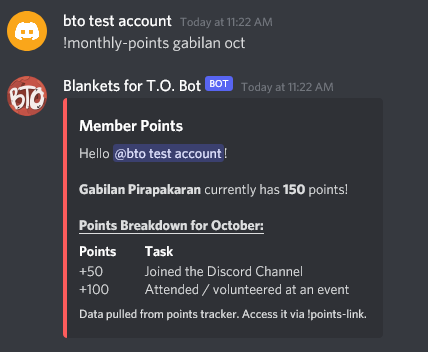 bto test account Today at 11:22 AM
!monthly-points gabilan oct
BTO
Blankets for T.O. Bot BOT Today at 11:22 AM
Member Points
Hello @bto test account!
Gabilan Pirapakaran currently has 150 points!
Points Breakdown for October:
Points Task
+50 Joined the Discord Channel
+100 Attended / volunteered at an event
Data pulled from points tracker. Access it via !points-link.